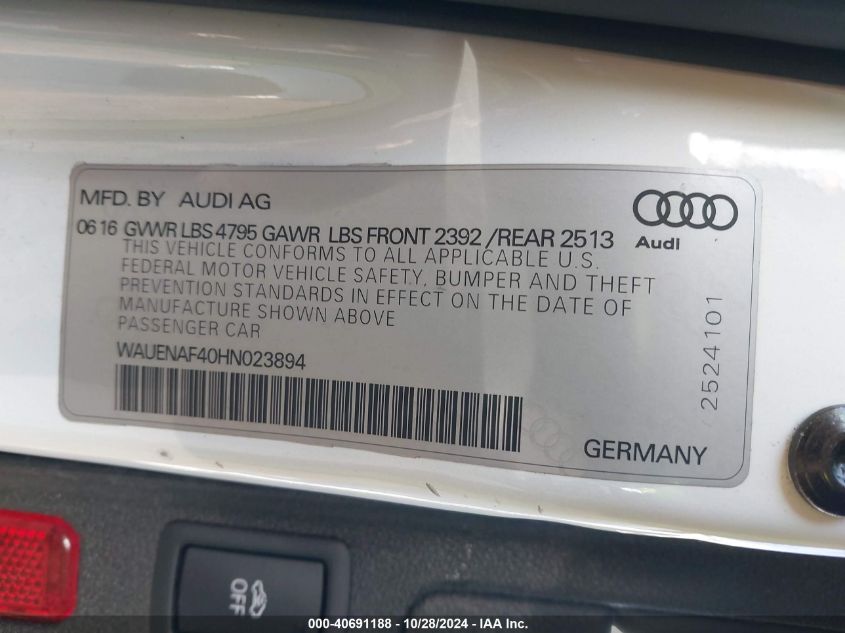 MFD. BY AUDI AG
0616 GVWR LBS 4795 GAWR LBS FRONT 2392 /REAR 2513
Audi
THIS VEHICLE CONFORMS TO ALL APPLICABLE U.S.
FEDERAL MOTOR VEHICLE SAFETY, BUMPER AND THEFT
PREVENTION STANDARDS IN EFFECT ON THE DATE OF
MANUFACTURE SHOWN ABOVE
PASSENGER CAR
WAUENAF40HN023894
2524101
GERMANY
OFF
000-40691188 - 10/28/2024 - IAA Inc.